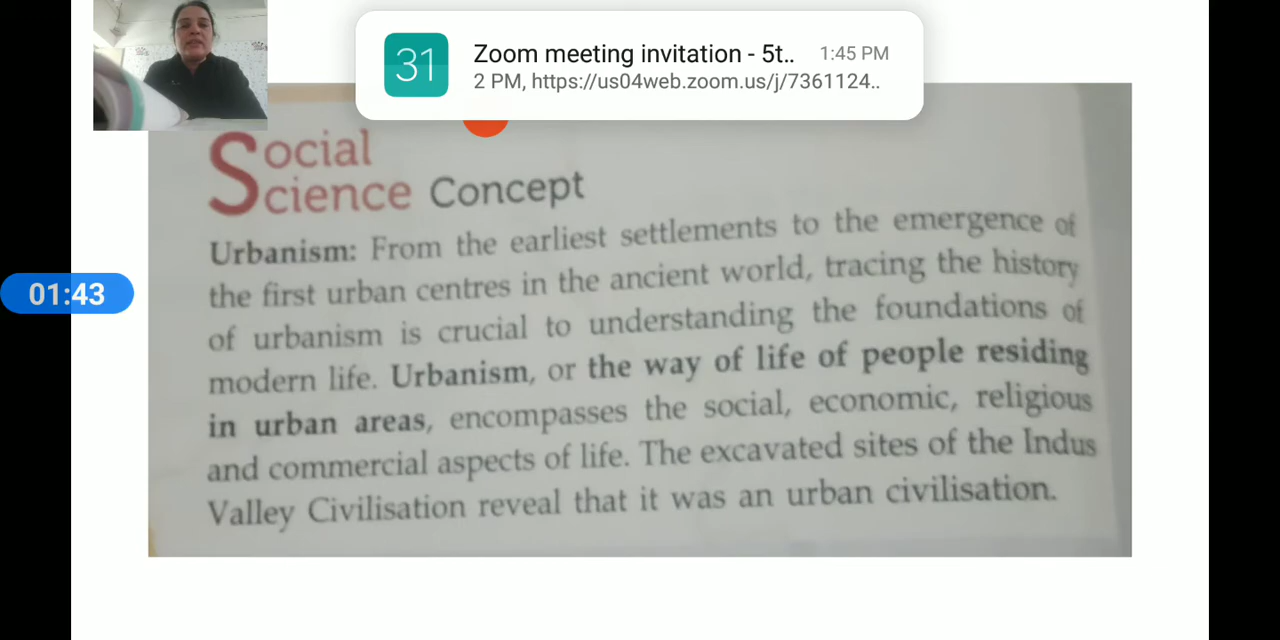 31
Zoom meeting invitation - 5t.. 1:45 PM
2 PM, https://us04web.zoom.us/j/7361124..
Social
Science Concept
Urbanism: From the earliest settlements to the emergence of
the first urban centres in the ancient world, tracing the history
of urbanism is crucial to understanding the foundations of
modern life. Urbanism, or the way of life of people residing
in urban areas, encompasses the social, economic, religious
and commercial aspects of life. The excavated sites of the Indus
Valley Civilisation reveal that it was an urban civilisation.
01:43